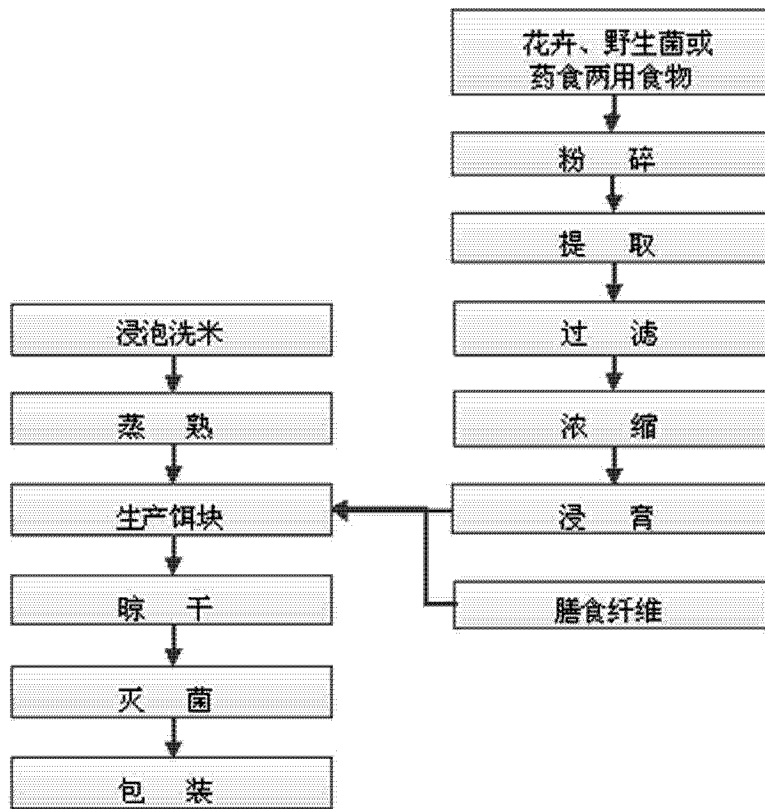 花卉、野生菌或
药食两用食物
粉 碎
提 取
过 滤
浓 缩
浸 膏
膳食纤维
浸泡洗米
蒸 熟
生产饵块
晾 干
灭 菌
包 装